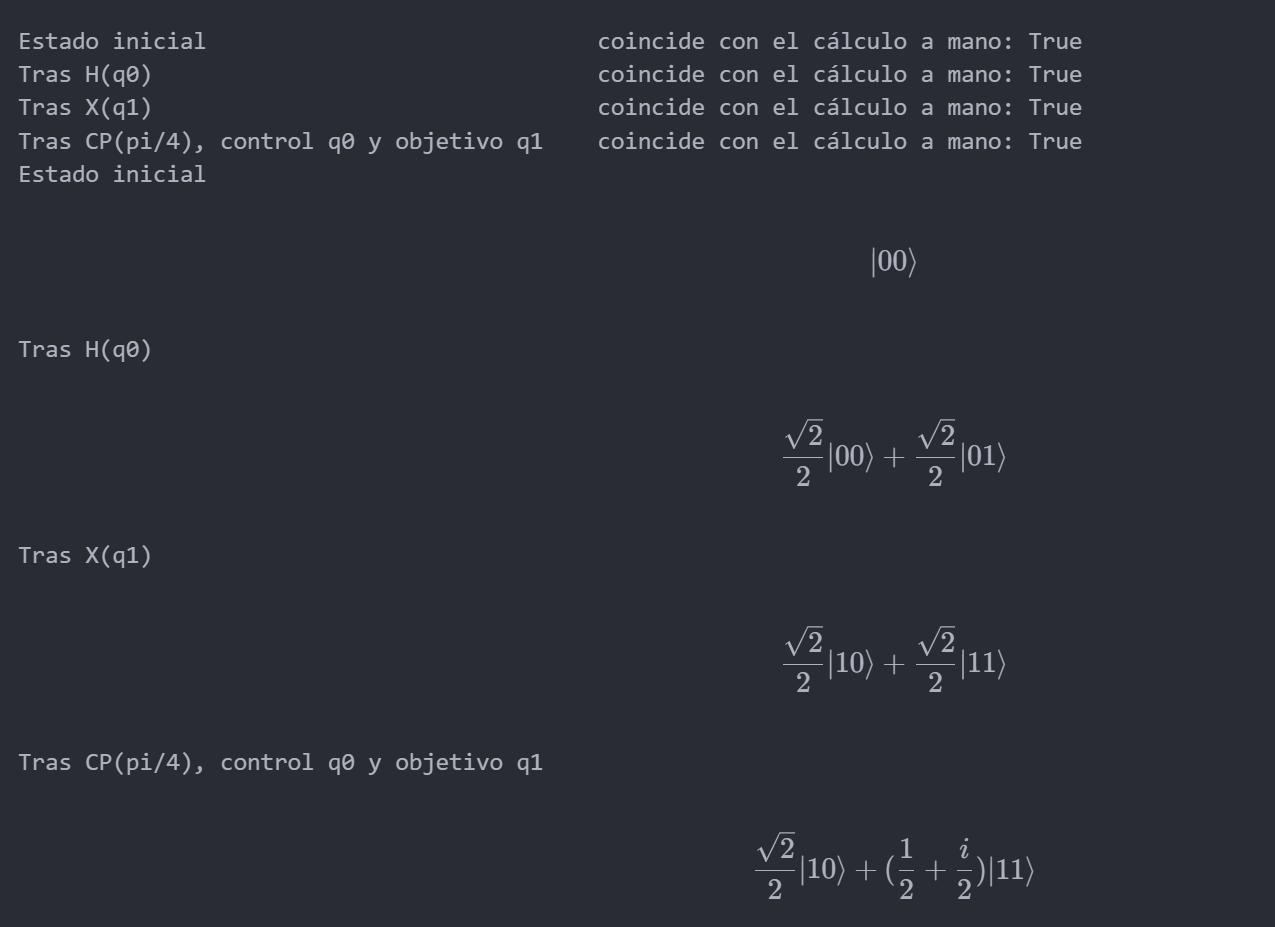 Estado inicial coincide con el cálculo a mano: True
Tras H(q0) coincide con el cálculo a mano: True
Tras X(q1) coincide con el cálculo a mano: True
Tras CP(pi/4), control q0 y objetivo q1 coincide con el cálculo a mano: True
Estado inicial
|00⟩
Tras H(q0)
√2/2|00⟩ + √2/2|01⟩
Tras X(q1)
√2/2|10⟩ + √2/2|11⟩
Tras CP(pi/4), control q0 y objetivo q1
√2/2|10⟩ + (1/2 + i/2)|11⟩